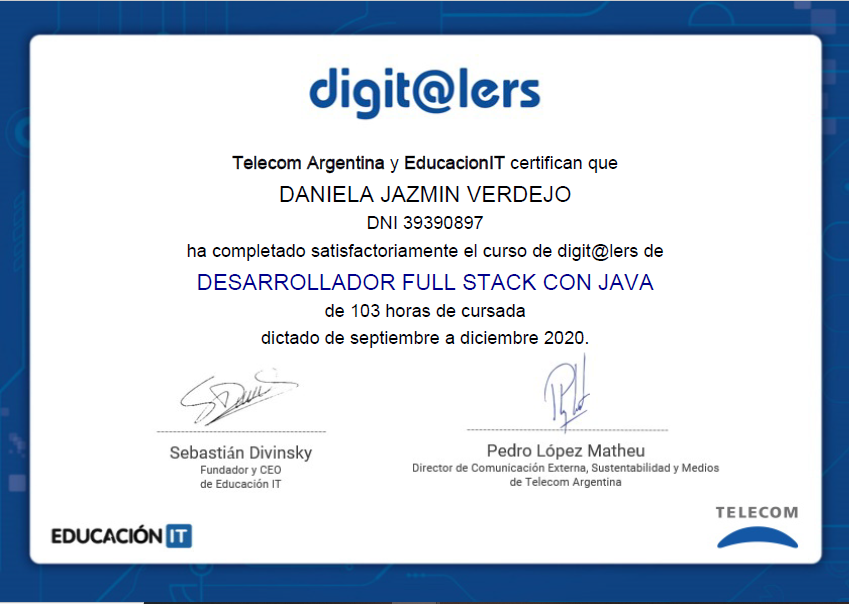 digit@lers
Telecom Argentina y EducacionIT certifican que
DANIELA JAZMIN VERDEJO
DNI 39390897
ha completado satisfactoriamente el curso de digit@lers de
DESARROLLADOR FULL STACK CON JAVA
de 103 horas de cursada
dictado de septiembre a diciembre 2020.
Sebastián Divinsky
Fundador y CEO
de Educación IT
Pedro López Matheu
Director de Comunicación Externa, Sustentabilidad y Medios
de Telecom Argentina
EDUCACIÓN IT
TELECOM